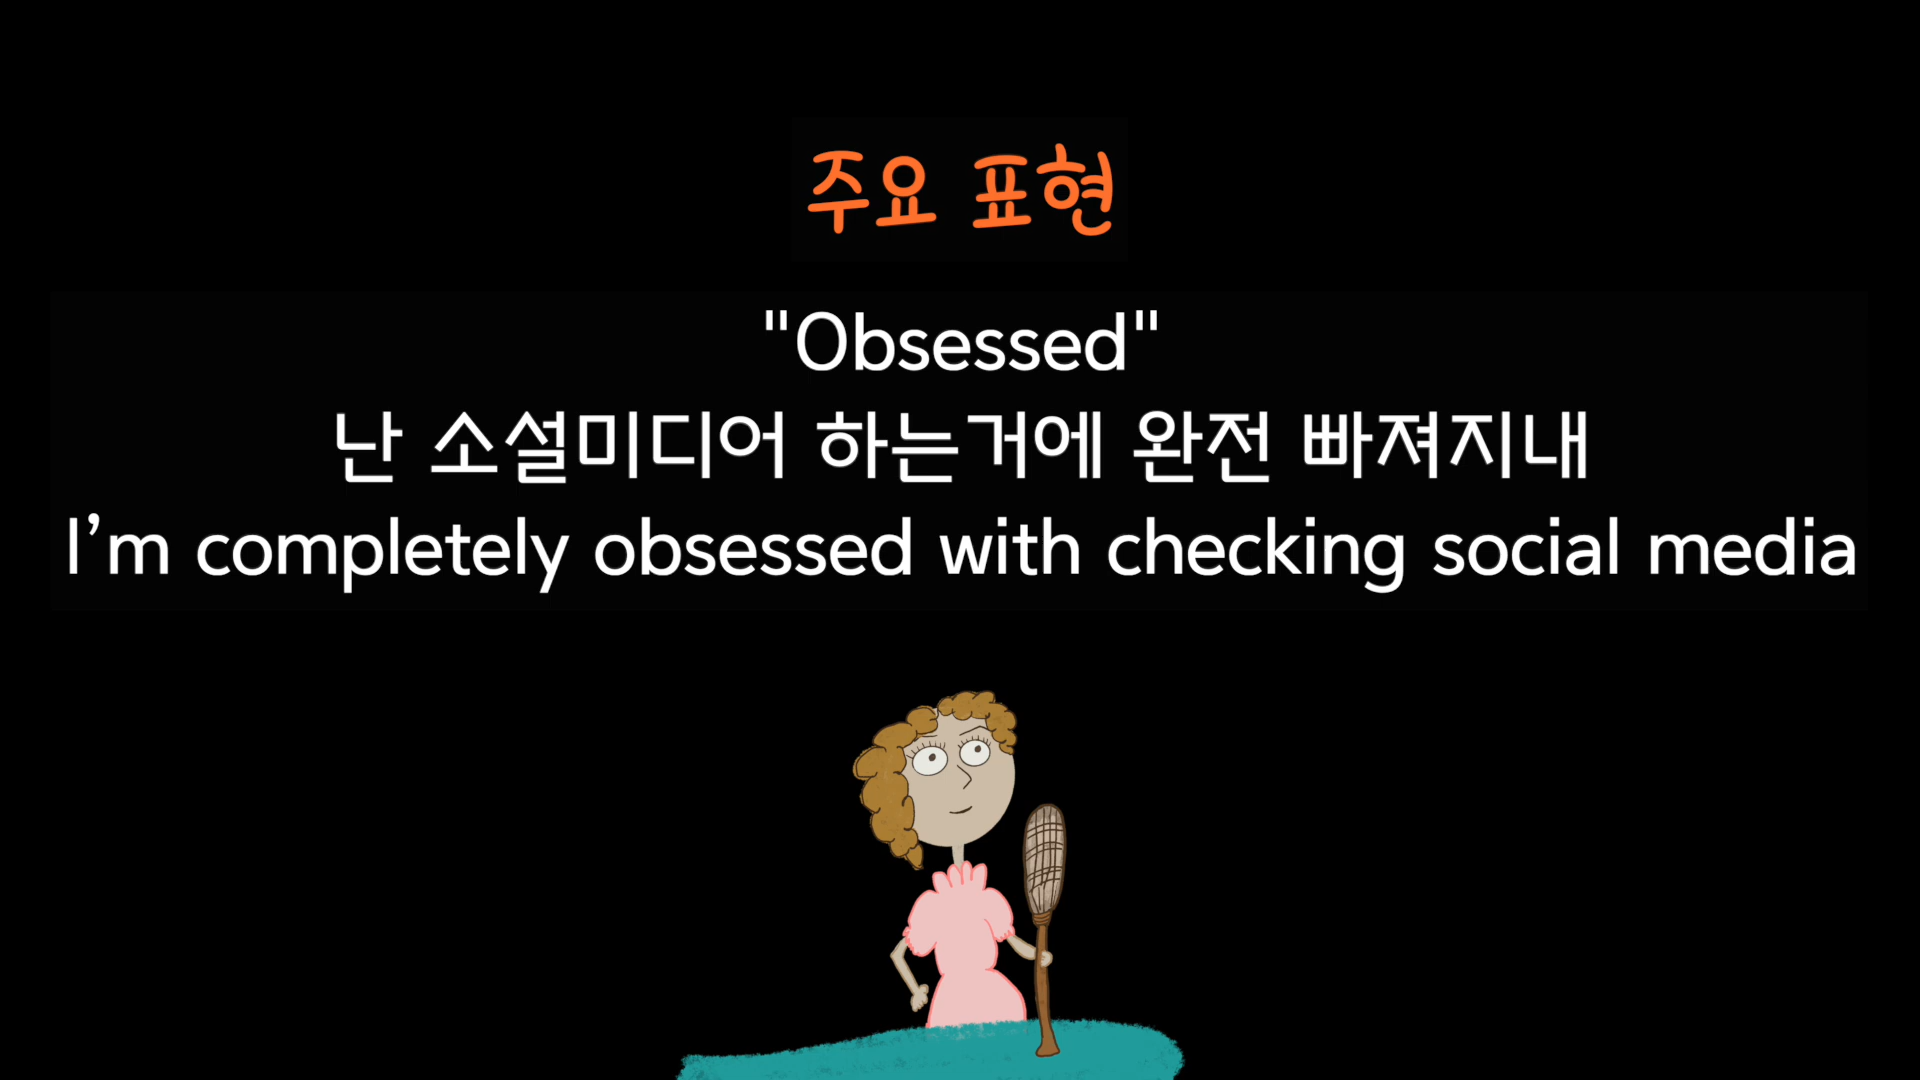 주요 표현
"Obsessed"
난 소설미디어 하는거에 완전 빠져지내
I’m completely obsessed with checking social media